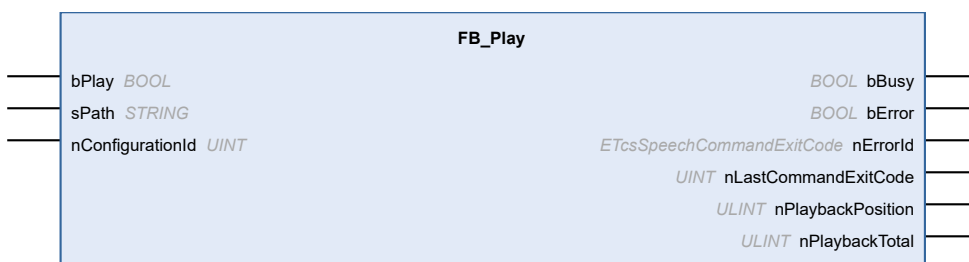 FB_Play
bPlay BOOL BOOL bBusy
sPath STRING BOOL bError
nConfigurationId UINT ETcsSpeechCommandExitCode nErrorId
UINT nLastCommandExitCode
ULINT nPlaybackPosition
ULINT nPlaybackTotal